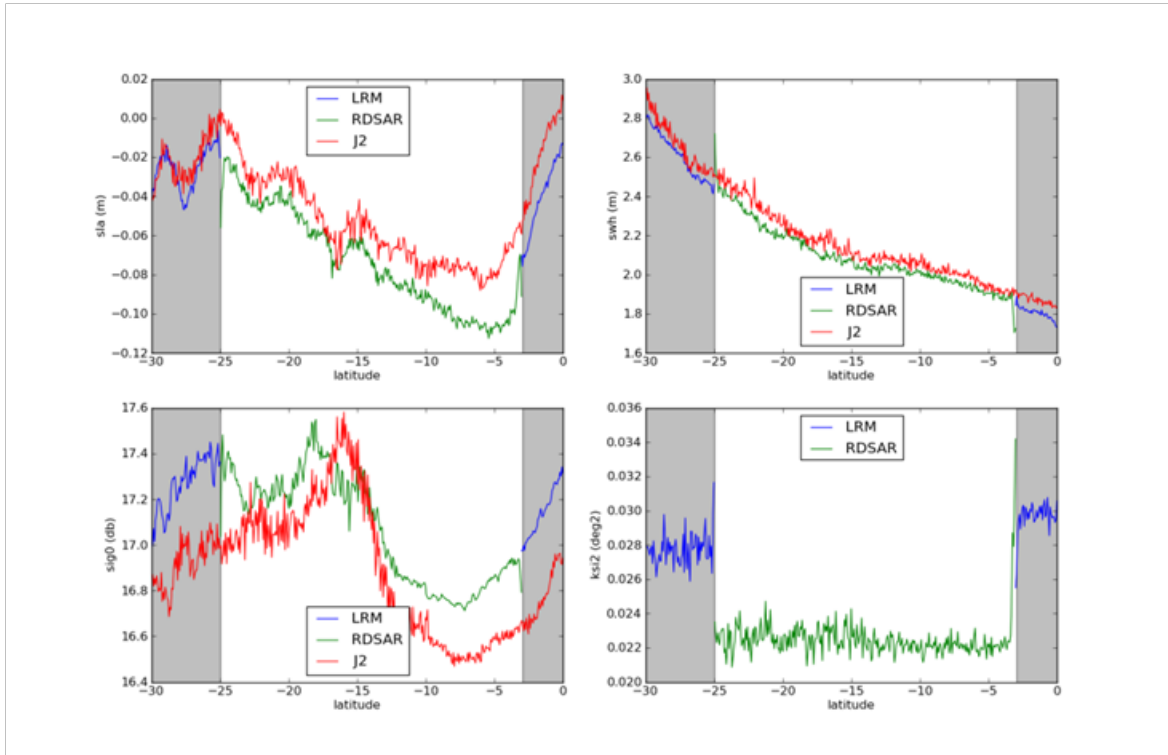 0.02
0.00
−0.02
−0.04
−0.06
−0.08
−0.10
−0.12
sla (m)
LRM
RDSAR
J2
−30 −25 −20 −15 −10 −5 0
latitude
3.0
2.8
2.6
2.4
2.2
2.0
1.8
1.6
swh (m)
LRM
RDSAR
J2
−30 −25 −20 −15 −10 −5 0
latitude
17.6
17.4
17.2
17.0
16.8
16.6
16.4
sig0 (db)
LRM
RDSAR
J2
−30 −25 −20 −15 −10 −5 0
latitude
0.036
0.034
0.032
0.030
0.028
0.026
0.024
0.022
0.020
ksi2 (deg2)
LRM
RDSAR
−30 −25 −20 −15 −10 −5 0
latitude